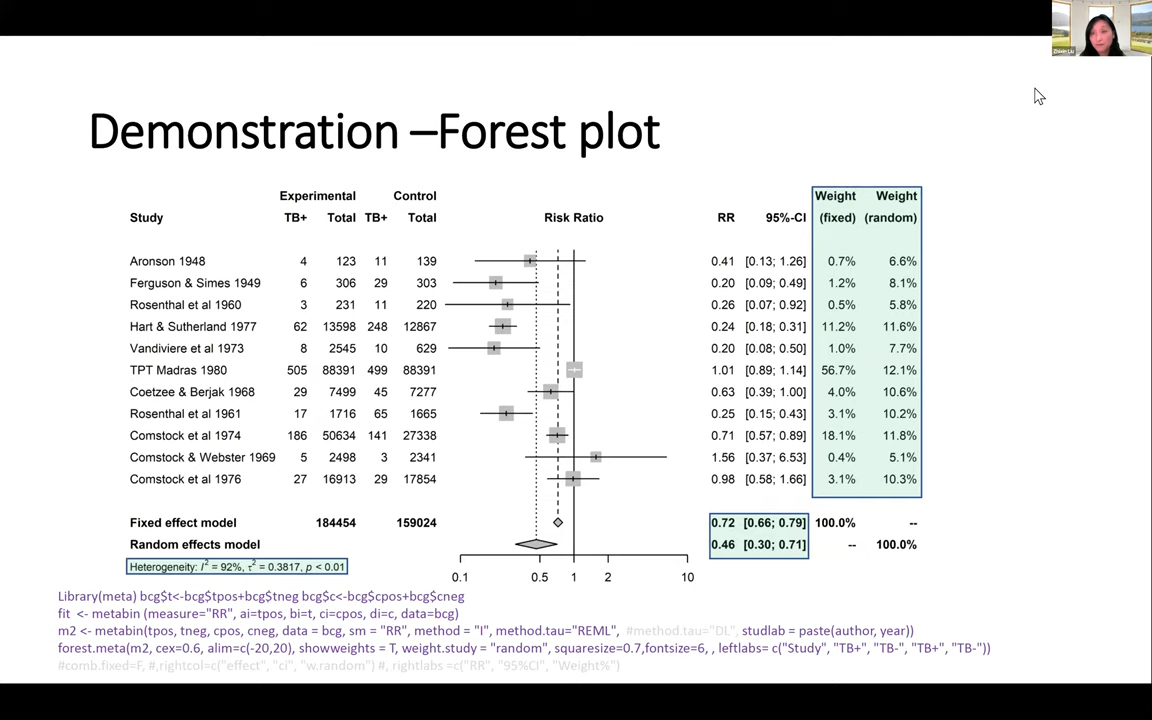 Zhixin Liu
Demonstration –Forest plot
Experimental Control Weight Weight
Study TB+ Total TB+ Total Risk Ratio RR 95%-CI (fixed) (random)
Aronson 1948 4 123 11 139 0.41 [0.13; 1.26] 0.7% 6.6%
Ferguson & Simes 1949 6 306 29 303 0.20 [0.09; 0.49] 1.2% 8.1%
Rosenthal et al 1960 3 231 11 220 0.26 [0.07; 0.92] 0.5% 5.8%
Hart & Sutherland 1977 62 13598 248 12867 0.24 [0.18; 0.31] 11.2% 11.6%
Vandiviere et al 1973 8 2545 10 629 0.20 [0.08; 0.50] 1.0% 7.7%
TPT Madras 1980 505 88391 499 88391 1.01 [0.89; 1.14] 56.7% 12.1%
Coetzee & Berjak 1968 29 7499 45 7277 0.63 [0.39; 1.00] 4.0% 10.6%
Rosenthal et al 1961 17 1716 65 1665 0.25 [0.15; 0.43] 3.1% 10.2%
Comstock et al 1974 186 50634 141 27338 0.71 [0.57; 0.89] 18.1% 11.8%
Comstock & Webster 1969 5 2498 3 2341 1.56 [0.37; 6.53] 0.4% 5.1%
Comstock et al 1976 27 16913 29 17854 0.98 [0.58; 1.66] 3.1% 10.3%
Fixed effect model 184454 159024 0.72 [0.66; 0.79] 100.0% --
Random effects model 0.46 [0.30; 0.71] -- 100.0%
Heterogeneity: I² = 92%, τ² = 0.3817, p < 0.01
0.1 0.5 1 2 10
Library(meta) bcg$t<-bcg$tpos+bcg$tneg bcg$c<-bcg$cpos+bcg$cneg
fit <- metabin (measure="RR", ai=tpos, bi=t, ci=cpos, di=c, data=bcg)
m2 <- metabin(tpos, tneg, cpos, cneg, data = bcg, sm = "RR", method = "I", method.tau="REML", #method.tau="DL", studlab = paste(author, year))
forest.meta(m2, cex=0.6, alim=c(-20,20), showweights = T, weight.study = "random", squaresize=0.7,fontsize=6, , leftlabs= c("Study", "TB+", "TB-", "TB+", "TB-"))
#comb.fixed=F, #,rightcol=c("effect", "ci", "w.random") #, rightlabs =c("RR", "95%CI", "Weight%")